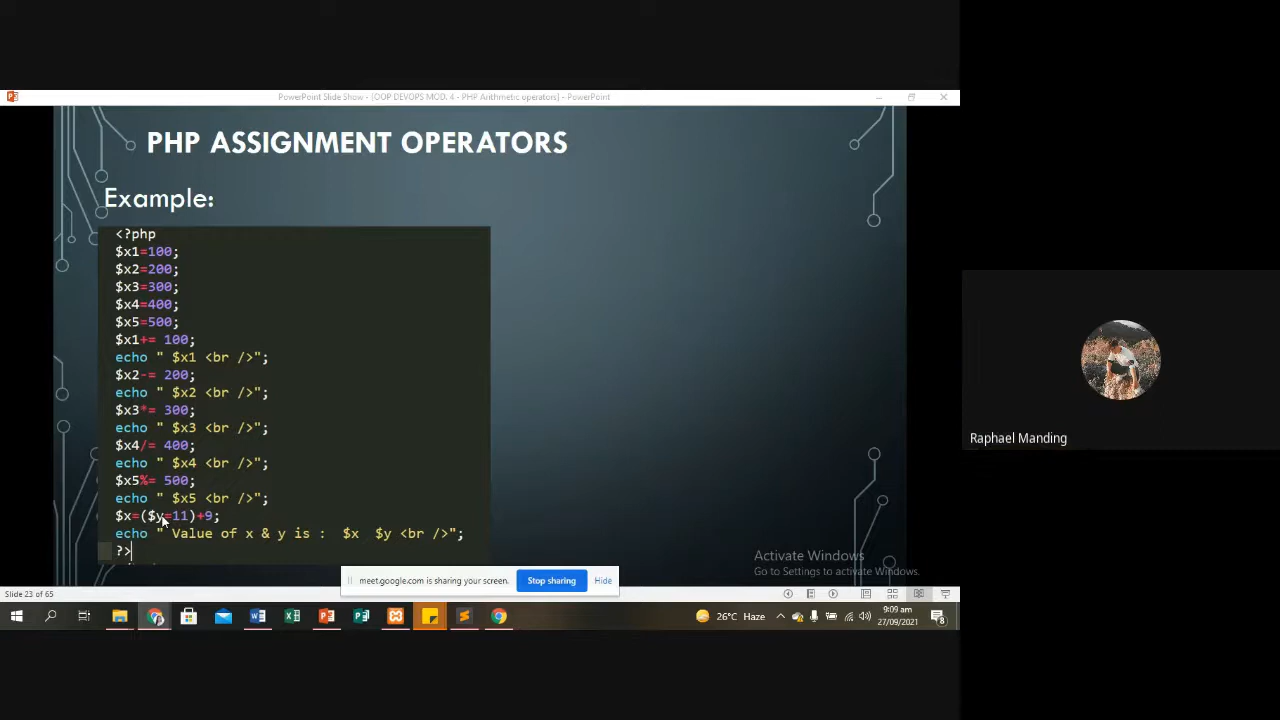 PowerPoint Slide Show - [OOP DEVOPS MOD. 4 - PHP Arithmetic operators] - PowerPoint
PHP ASSIGNMENT OPERATORS
Example:
<?php
$x1=100;
$x2=200;
$x3=300;
$x4=400;
$x5=500;
$x1+= 100;
echo " $x1 <br />";
$x2-= 200;
echo " $x2 <br />";
$x3*= 300;
echo " $x3 <br />";
$x4/= 400;
echo " $x4 <br />";
$x5%= 500;
echo " $x5 <br />";
$x=($y=11)+9;
echo " Value of x & y is :  $x  $y <br />";
?>
Raphael Manding
Activate Windows
Go to Settings to activate Windows.
meet.google.com is sharing your screen.
Stop sharing
Hide
Slide 23 of 65
26°C Haze
9:09 am
27/09/2021
8